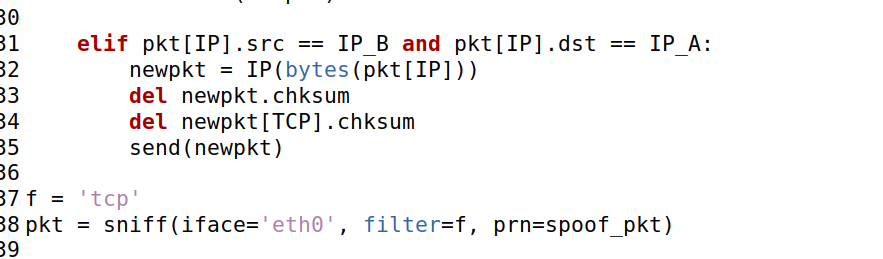 30
31     elif pkt[IP].src == IP_B and pkt[IP].dst == IP_A:
32         newpkt = IP(bytes(pkt[IP]))
33         del newpkt.chksum
34         del newpkt[TCP].chksum
35         send(newpkt)
36
37 f = 'tcp'
38 pkt = sniff(iface='eth0', filter=f, prn=spoof_pkt)
39